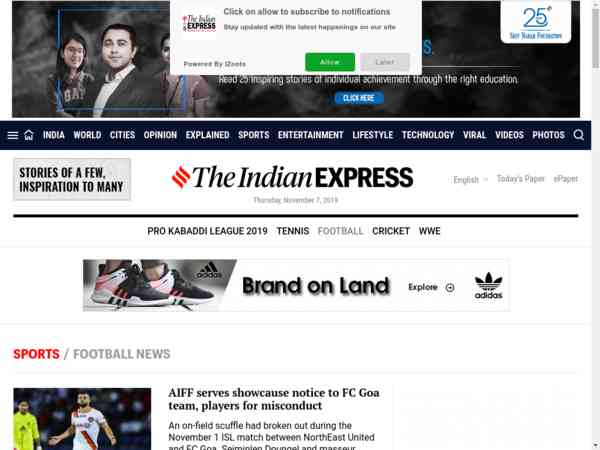 Click on allow to subscribe to notifications
The Indian EXPRESS
Stay updated with the latest happenings on our site
Powered By iZooto
Allow
Later
25
Read 25 inspiring stories of individual achievement through the right education.
CLICK HERE
INDIA WORLD CITIES OPINION EXPLAINED SPORTS ENTERTAINMENT LIFESTYLE TECHNOLOGY VIRAL VIDEOS PHOTOS
STORIES OF A FEW,
INSPIRATION TO MANY
The Indian EXPRESS
English
Today's Paper
ePaper
Thursday, November 7, 2019
PRO KABADDI LEAGUE 2019 TENNIS FOOTBALL CRICKET WWE
adidas
Brand on Land
Explore
adidas
SPORTS / FOOTBALL NEWS
AIFF serves showcause notice to FC Goa
team, players for misconduct
An on-field scuffle had broken out during the
November 1 ISL match between NorthEast United
and FC Goa. Seiminlen Doungel and masseur